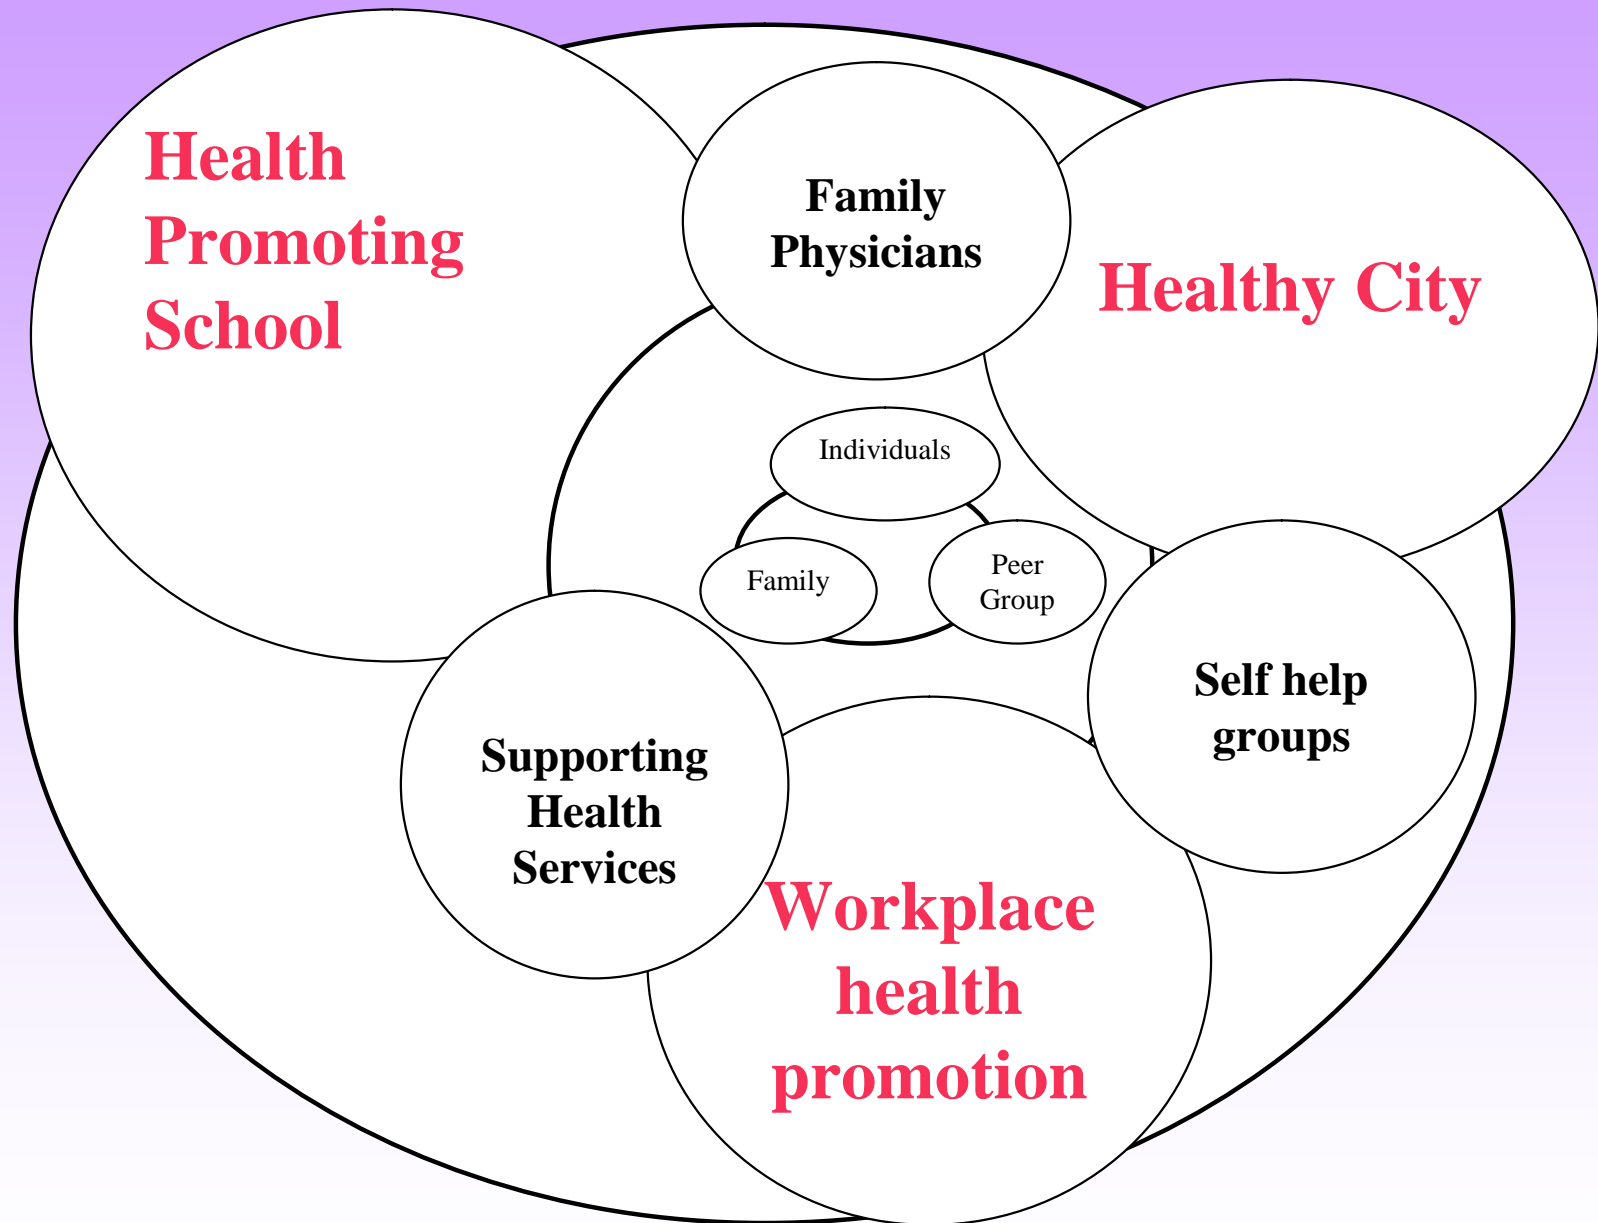 Health
Promoting
School
Family
Physicians
Healthy City
Individuals
Family
Peer
Group
Self help
groups
Supporting
Health
Services
Workplace
health
promotion